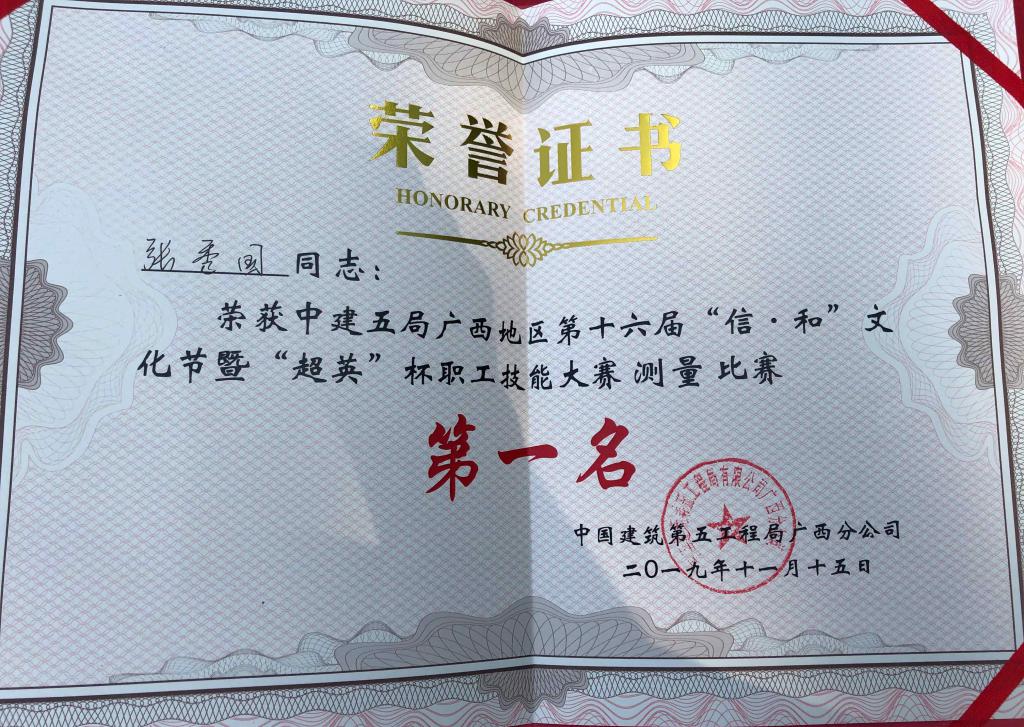 荣誉证书
HONORARY CREDENTIAL
张秀国同志：
荣获中建五局广西地区第十六届“信·和”文
化节暨“超英”杯职工技能大赛 测量 比赛
第一名
中国建筑第五工程局广西分公司
二〇一九年十一月十五日